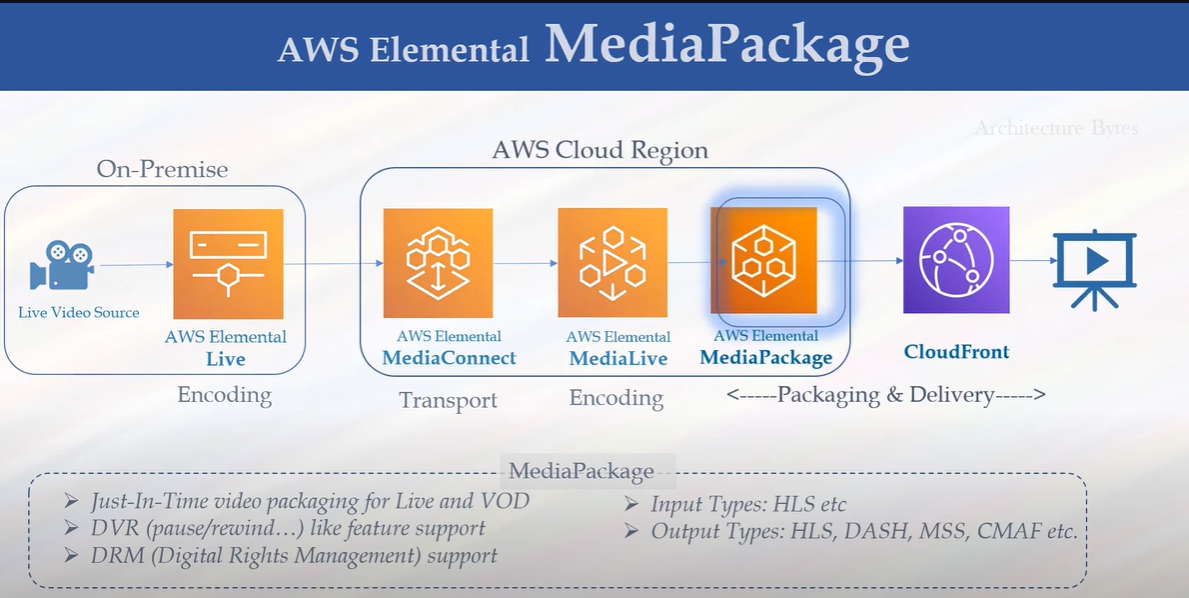 AWS Elemental MediaPackage
Architecture Bytes
AWS Cloud Region
On-Premise
Live Video Source
AWS Elemental
Live
Encoding
AWS Elemental
MediaConnect
Transport
AWS Elemental
MediaLive
Encoding
AWS Elemental
MediaPackage
CloudFront
<-----Packaging & Delivery----->
MediaPackage
➢ Just-In-Time video packaging for Live and VOD
➢ DVR (pause/rewind…) like feature support
➢ DRM (Digital Rights Management) support
➢ Input Types: HLS etc
➢ Output Types: HLS, DASH, MSS, CMAF etc.